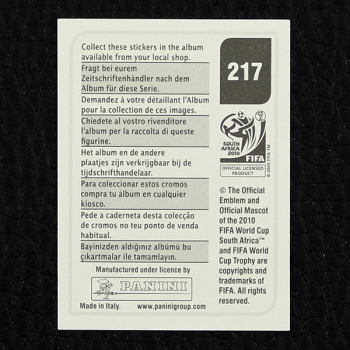 Collect these stickers in the album
available from your local shop.
Fragt bei eurem
Zeitschriftenhändler nach dem
Album für diese Serie.
Demandez à votre détaillant l'Album
pour la collection de ces images.
Chiedete al vostro rivenditore
l'album per la raccolta di queste
figurine.
Het album en de andere
plaatjes zijn verkrijgbaar bij de
tijdschrifthandelaar.
Para coleccionar estos cromos
compra tu álbum en cualquier
kiosco.
Pede a caderneta desta colecção
de cromos no teu ponto de venda
habitual.
Bayinizden aldığınız albümü bu
çıkartmalar ile tamamlayın.
Manufactured under licence by
PANINI
Made in Italy. www.paninigroup.com
217
SOUTH AFRICA
2010
FIFA
OFFICIAL LICENSED
PRODUCT
© The Official
Emblem and
Official Mascot of
the 2010
FIFA World Cup
South Africa™
and FIFA World
Cup Trophy are
copyrights and
trademarks of
FIFA. All rights
reserved.